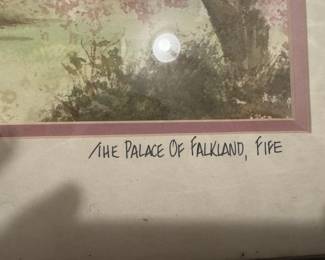 THE PALACE OF FALKLAND, FIFE